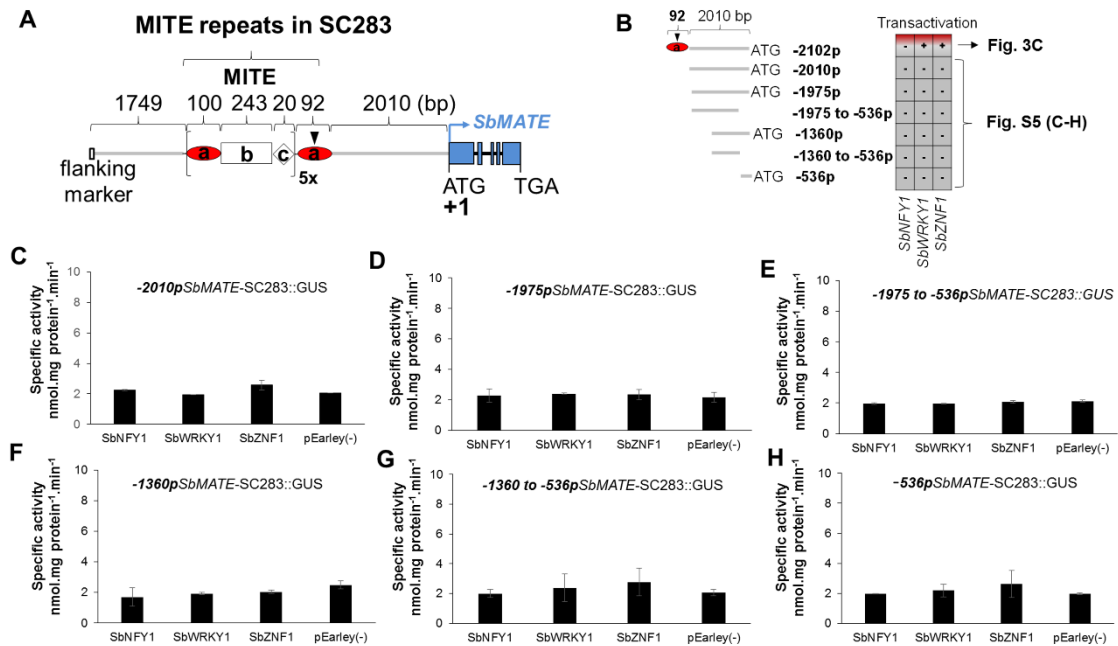 A
MITE repeats in SC283
MITE
1749 100 243 20 92 2010 (bp)
SbMATE
a b c a
5x
flanking
marker
ATG TGA
+1
B
92 2010 bp
Transactivation
a ATG -2102p - + + Fig. 3C
ATG -2010p - - -
ATG -1975p - - -
-1975 to -536p - - -
ATG -1360p - - -
-1360 to -536p - - -
ATG -536p - - -
Fig. S5 (C-H)
SbNFY1
SbWRKY1
SbZNF1
C
-2010pSbMATE-SC283::GUS
Specific activity
nmol.mg protein⁻¹.min⁻¹
10
8
6
4
2
0
SbNFY1 SbWRKY1 SbZNF1 pEarley(-)
D
-1975pSbMATE-SC283::GUS
Specific activity
nmol.mg protein⁻¹.min⁻¹
10
8
6
4
2
0
SbNFY1 SbWRKY1 SbZNF1 pEarley(-)
E
-1975 to -536pSbMATE-SC283::GUS
Specific activity
nmol.mg protein⁻¹.min⁻¹
10
8
6
4
2
0
SbNFY1 SbWRKY1 SbZNF1 pEarley(-)
F
-1360pSbMATE-SC283::GUS
Specific activity
nmol.mg protein⁻¹.min⁻¹
10
8
6
4
2
0
SbNFY1 SbWRKY1 SbZNF1 pEarley(-)
G
-1360 to -536pSbMATE-SC283::GUS
Specific activity
nmol.mg protein⁻¹.min⁻¹
10
8
6
4
2
0
SbNFY1 SbWRKY1 SbZNF1 pEarley(-)
H
-536pSbMATE-SC283::GUS
Specific activity
nmol.mg protein⁻¹.min⁻¹
10
8
6
4
2
0
SbNFY1 SbWRKY1 SbZNF1 pEarley(-)